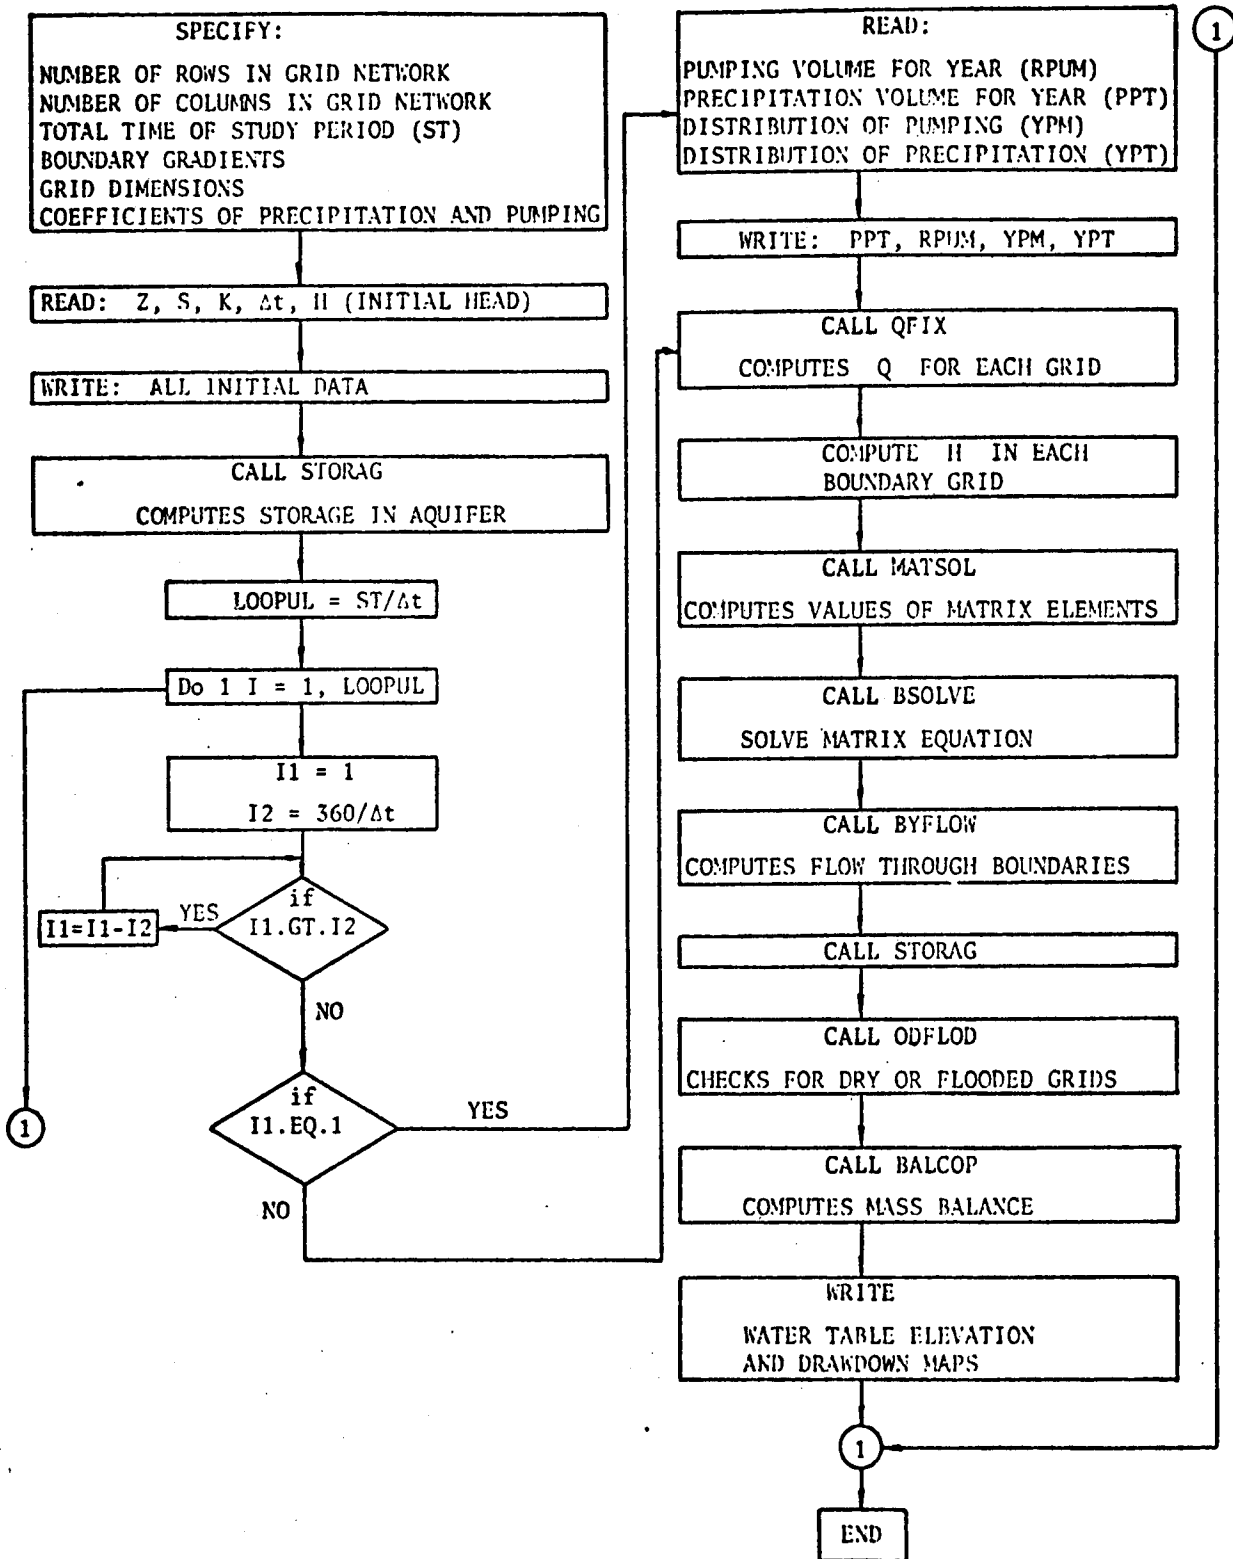 SPECIFY:
NUMBER OF ROWS IN GRID NETWORK
NUMBER OF COLUMNS IN GRID NETWORK
TOTAL TIME OF STUDY PERIOD (ST)
BOUNDARY GRADIENTS
GRID DIMENSIONS
COEFFICIENTS OF PRECIPITATION AND PUMPING
READ: Z, S, K, Δt, H (INITIAL HEAD)
WRITE: ALL INITIAL DATA
CALL STORAG
COMPUTES STORAGE IN AQUIFER
LOOPUL = ST/Δt
Do 1 I = 1, LOOPUL
I1 = 1
I2 = 360/Δt
if
I1.GT.I2
YES
I1=I1-I2
NO
if
I1.EQ.1
YES
NO
1
READ:
PUMPING VOLUME FOR YEAR (RPUM)
PRECIPITATION VOLUME FOR YEAR (PPT)
DISTRIBUTION OF PUMPING (YPM)
DISTRIBUTION OF PRECIPITATION (YPT)
WRITE: PPT, RPUM, YPM, YPT
CALL QFIX
COMPUTES Q FOR EACH GRID
COMPUTE H IN EACH
BOUNDARY GRID
CALL MATSOL
COMPUTES VALUES OF MATRIX ELEMENTS
CALL BSOLVE
SOLVE MATRIX EQUATION
CALL BYFLOW
COMPUTES FLOW THROUGH BOUNDARIES
CALL STORAG
CALL ODFLOD
CHECKS FOR DRY OR FLOODED GRIDS
CALL BALCOP
COMPUTES MASS BALANCE
WRITE
WATER TABLE ELEVATION
AND DRAWDOWN MAPS
1
1
END